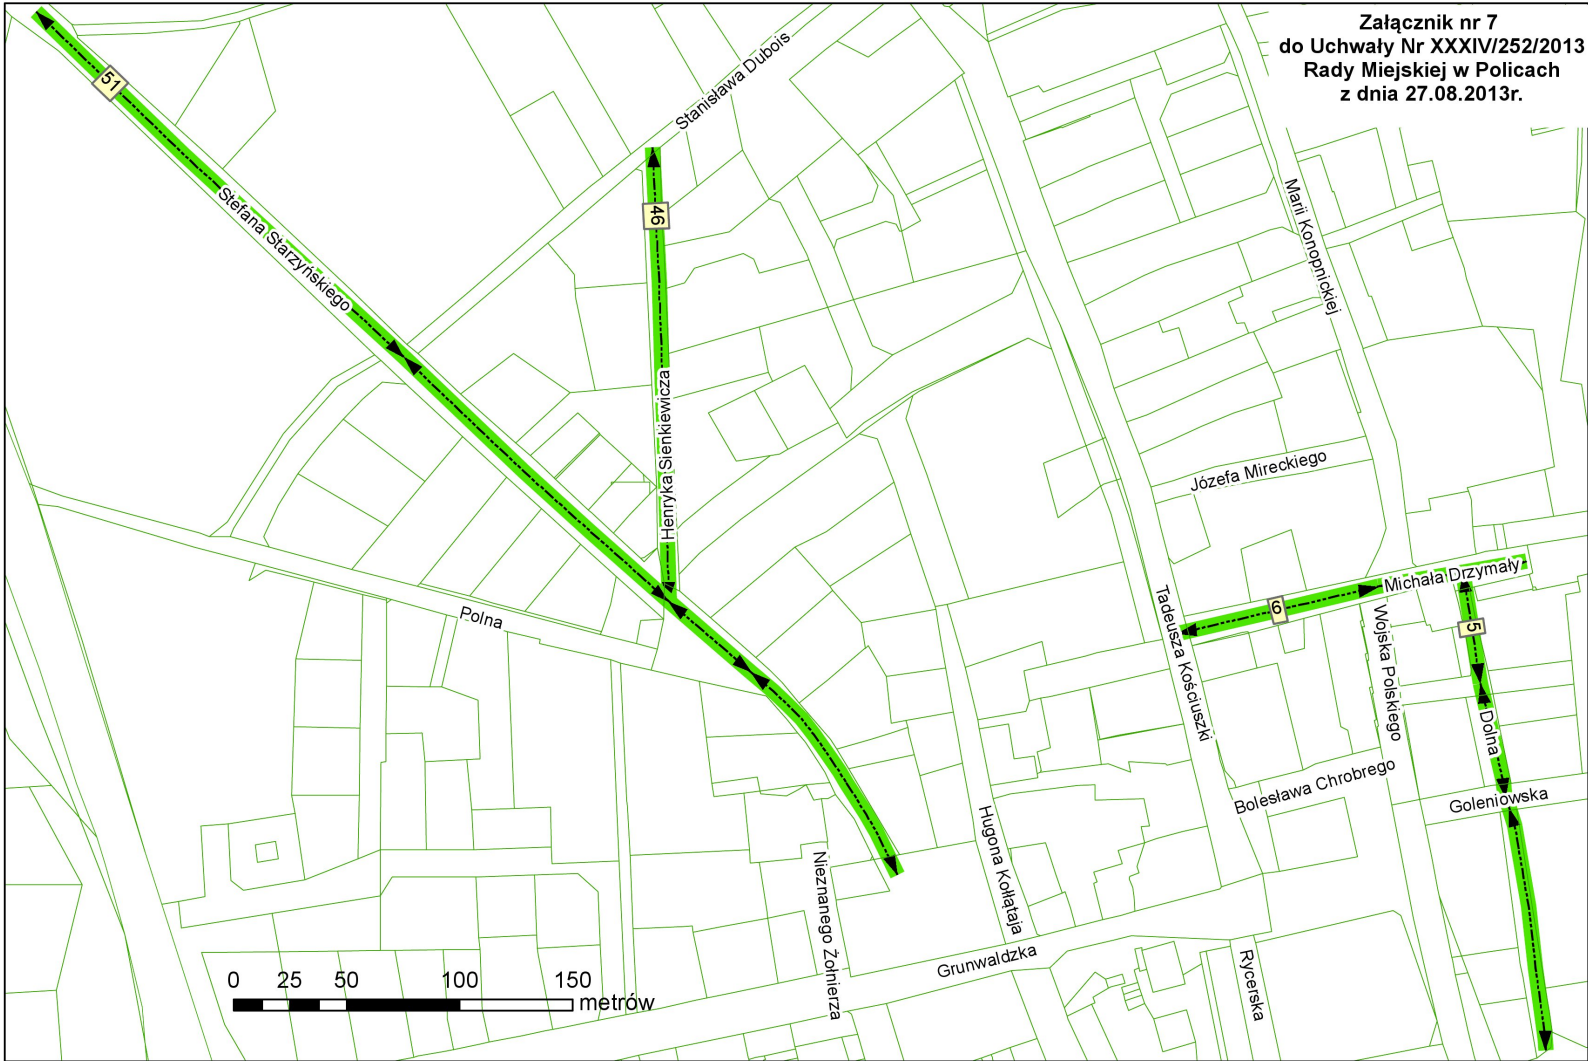 Załącznik nr 7
do Uchwały Nr XXXIV/252/2013
Rady Miejskiej w Policach
z dnia 27.08.2013r.
51
Stanisława Dubois
46
Stefana Starzyńskiego
Marii Konopnickiej
Henryka Sienkiewicza
Józefa Mireckiego
Michała Drzymały
Polna
6
5
Tadeusza Kościuszki
Wojska Polskiego
Dolna
Bolesława Chrobrego
Goleniowska
Hugona Kołłątaja
Nieznanego Żołnierza
Grunwaldzka
Rycerska
0 25 50 100 150
metrów